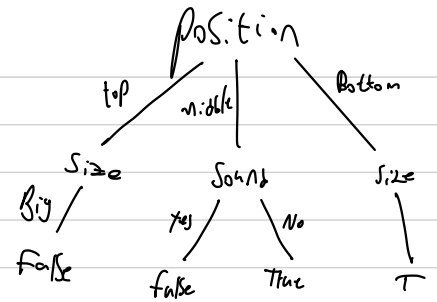 Position
top middle Bottom
Size Sound Size
Big Yes No
False False True T